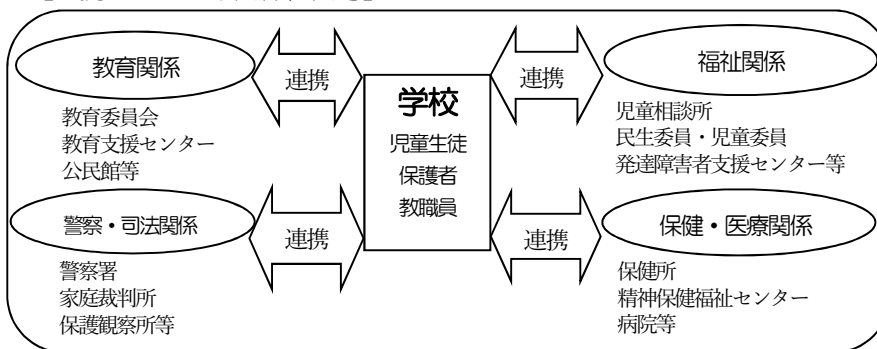 教育関係
教育委員会
教育支援センター
公民館等
連携
学校
児童生徒
保護者
教職員
連携
福祉関係
児童相談所
民生委員・児童委員
発達障害者支援センター等
警察・司法関係
警察署
家庭裁判所
保護観察所等
連携
連携
保健・医療関係
保健所
精神保健福祉センター
病院等